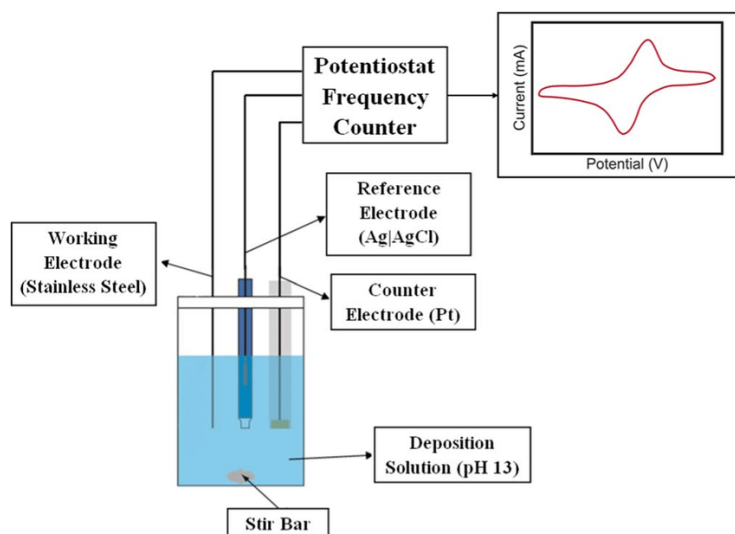 Potentiostat
Frequency
Counter
Current (mA)
Potential (V)
Reference
Electrode
(Ag|AgCl)
Working
Electrode
(Stainless Steel)
Counter
Electrode (Pt)
Deposition
Solution (pH 13)
Stir Bar